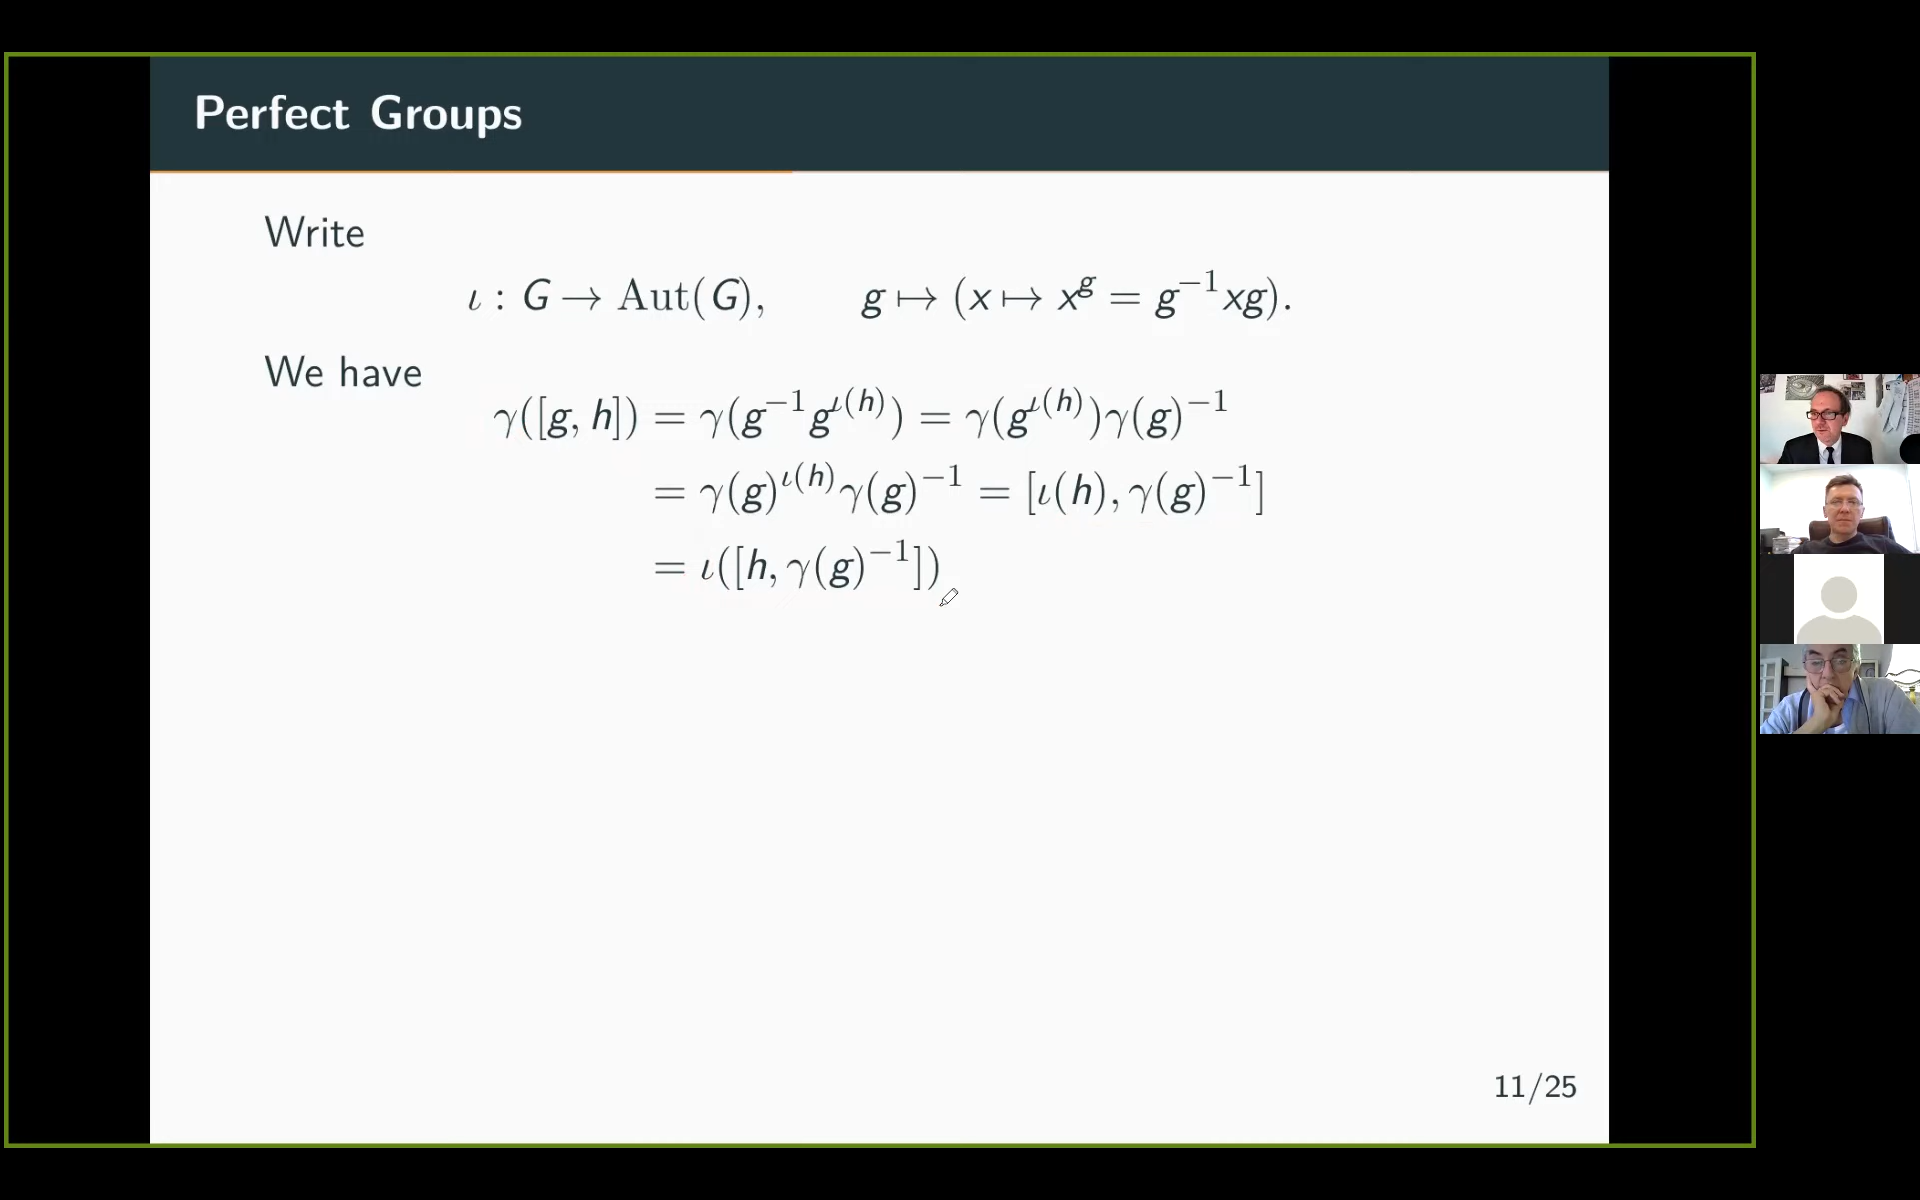 Perfect Groups
Write
ι : G → Aut(G), g ↦ (x ↦ x^g = g^{−1}xg).
We have
γ([g, h]) = γ(g^{−1}g^{ι(h)}) = γ(g^{ι(h)})γ(g)^{−1}
= γ(g)^{ι(h)}γ(g)^{−1} = [ι(h), γ(g)^{−1}]
= ι([h, γ(g)^{−1}])
11/25